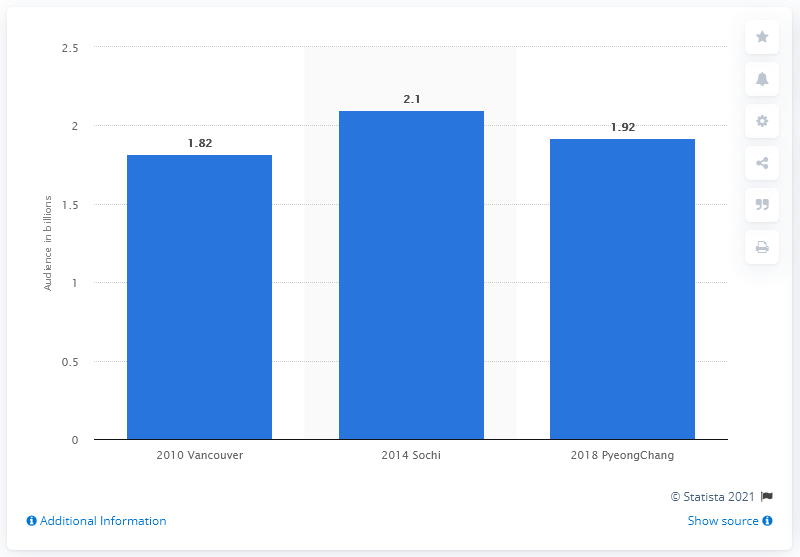 2.5
2
1.5
1
0.5
0
Audience in billions
1.82
2.1
1.92
2010 Vancouver
2014 Sochi
2018 PyeongChang
© Statista 2021
Additional Information
Show source